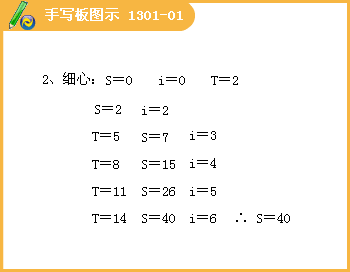 手写板图示 1301-01
2、细心：S＝0 i＝0 T＝2
S＝2 i＝2
T＝5 S＝7 i＝3
T＝8 S＝15 i＝4
T＝11 S＝26 i＝5
T＝14 S＝40 i＝6 ∴ S＝40